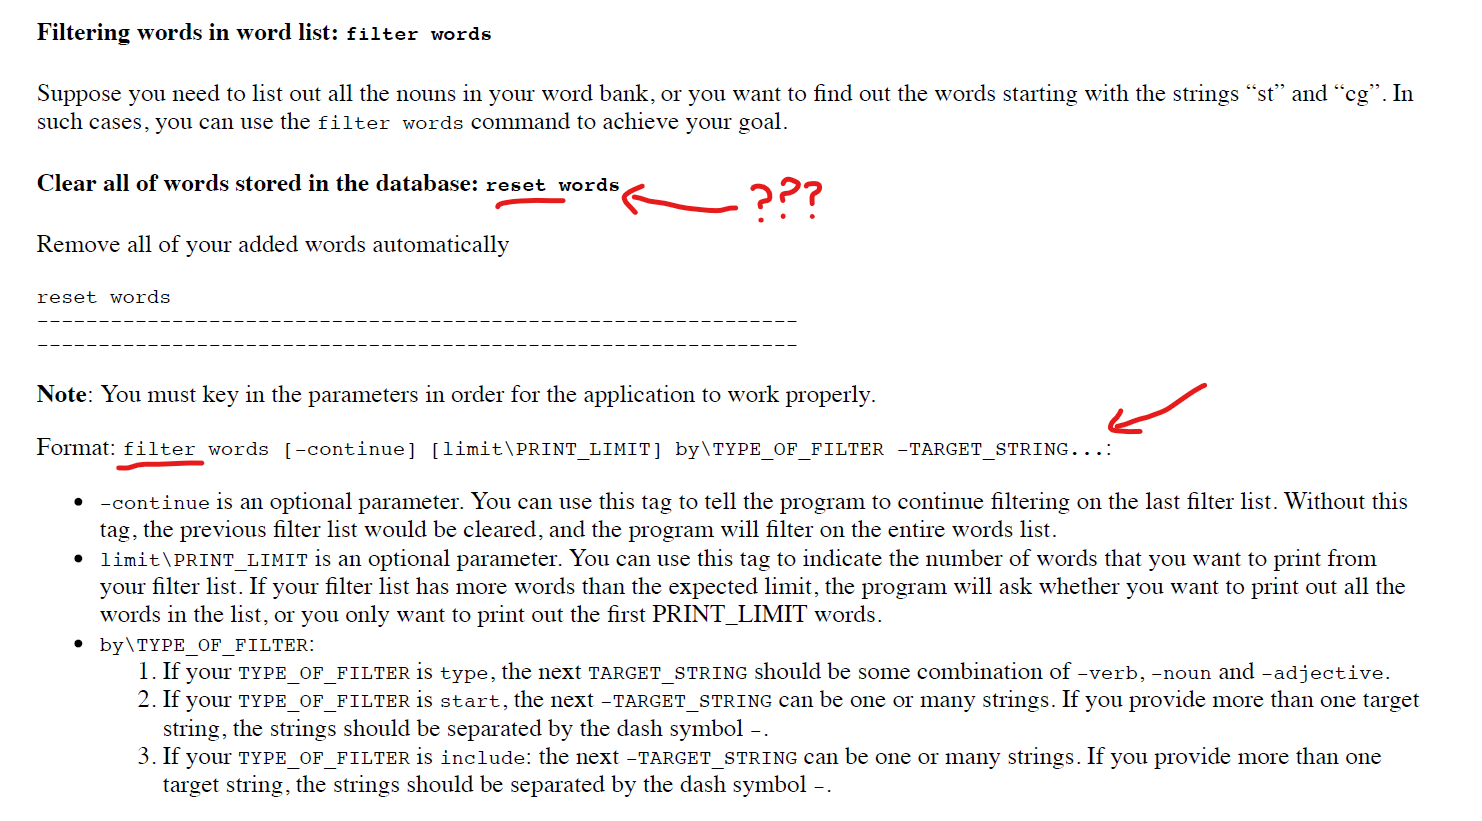 Filtering words in word list: filter words
Suppose you need to list out all the nouns in your word bank, or you want to find out the words starting with the strings “st” and “cg”. In
such cases, you can use the filter words command to achieve your goal.
Clear all of words stored in the database: reset words
???
Remove all of your added words automatically
reset words
--------------------------------------------------------------
--------------------------------------------------------------
Note: You must key in the parameters in order for the application to work properly.
Format: filter words [-continue] [limit\PRINT_LIMIT] by\TYPE_OF_FILTER -TARGET_STRING...:
• -continue is an optional parameter. You can use this tag to tell the program to continue filtering on the last filter list. Without this
tag, the previous filter list would be cleared, and the program will filter on the entire words list.
• limit\PRINT_LIMIT is an optional parameter. You can use this tag to indicate the number of words that you want to print from
your filter list. If your filter list has more words than the expected limit, the program will ask whether you want to print out all the
words in the list, or you only want to print out the first PRINT_LIMIT words.
• by\TYPE_OF_FILTER:
1. If your TYPE_OF_FILTER is type, the next TARGET_STRING should be some combination of -verb, -noun and -adjective.
2. If your TYPE_OF_FILTER is start, the next -TARGET_STRING can be one or many strings. If you provide more than one target
string, the strings should be separated by the dash symbol -.
3. If your TYPE_OF_FILTER is include: the next -TARGET_STRING can be one or many strings. If you provide more than one
target string, the strings should be separated by the dash symbol -.